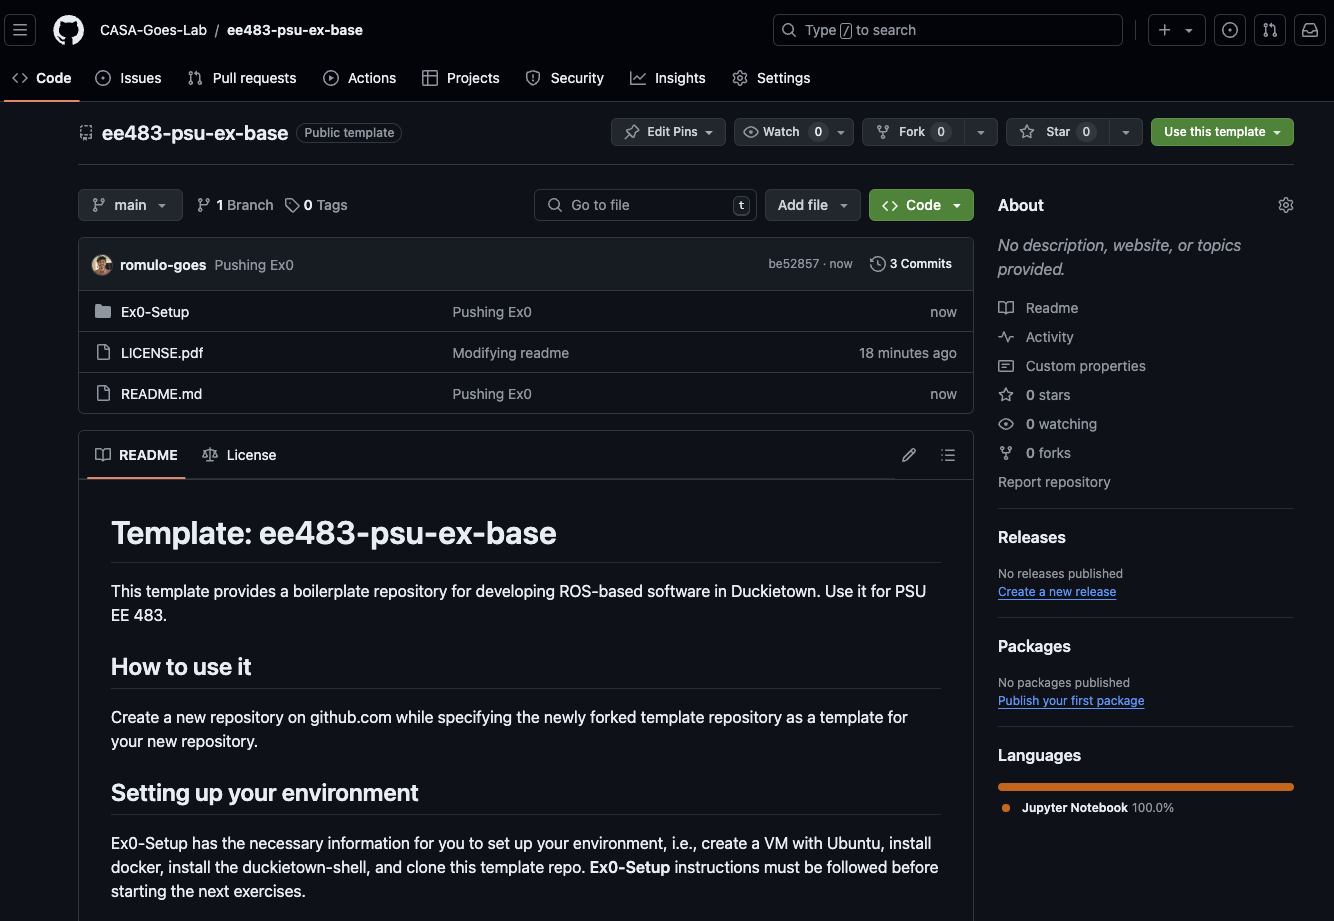 CASA-Goes-Lab / ee483-psu-ex-base
Type / to search
Code Issues Pull requests Actions Projects Security Insights Settings
ee483-psu-ex-base Public template
Edit Pins Watch 0 Fork 0 Star 0 Use this template
main 1 Branch 0 Tags Go to file t Add file Code
romulo-goes Pushing Ex0 be52857 · now 3 Commits
Ex0-Setup Pushing Ex0 now
LICENSE.pdf Modifying readme 18 minutes ago
README.md Pushing Ex0 now
README License
Template: ee483-psu-ex-base
This template provides a boilerplate repository for developing ROS-based software in Duckietown. Use it for PSU
EE 483.
How to use it
Create a new repository on github.com while specifying the newly forked template repository as a template for
your new repository.
Setting up your environment
Ex0-Setup has the necessary information for you to set up your environment, i.e., create a VM with Ubuntu, install
docker, install the duckietown-shell, and clone this template repo. Ex0-Setup instructions must be followed before
starting the next exercises.
About
No description, website, or topics
provided.
Readme
Activity
Custom properties
0 stars
0 watching
0 forks
Report repository
Releases
No releases published
Create a new release
Packages
No packages published
Publish your first package
Languages
Jupyter Notebook 100.0%